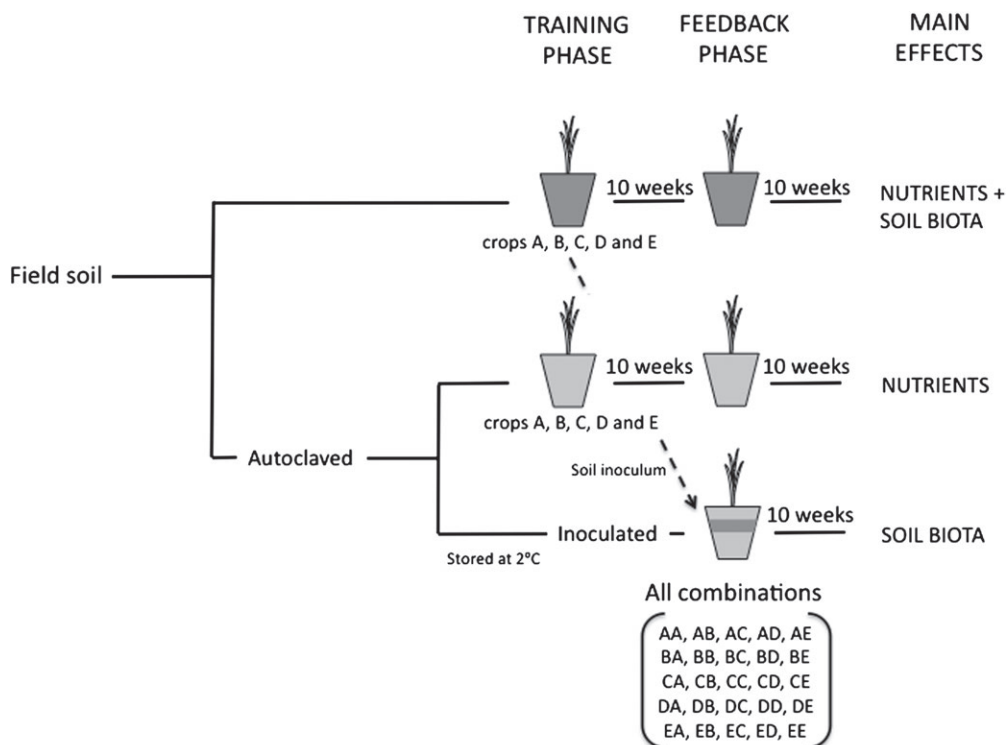 TRAINING PHASE
FEEDBACK PHASE
MAIN EFFECTS
10 weeks
10 weeks
NUTRIENTS +
SOIL BIOTA
crops A, B, C, D and E
Field soil
10 weeks
10 weeks
NUTRIENTS
crops A, B, C, D and E
Autoclaved
Soil inoculum
10 weeks
Inoculated
SOIL BIOTA
Stored at 2°C
All combinations
AA, AB, AC, AD, AE
BA, BB, BC, BD, BE
CA, CB, CC, CD, CE
DA, DB, DC, DD, DE
EA, EB, EC, ED, EE